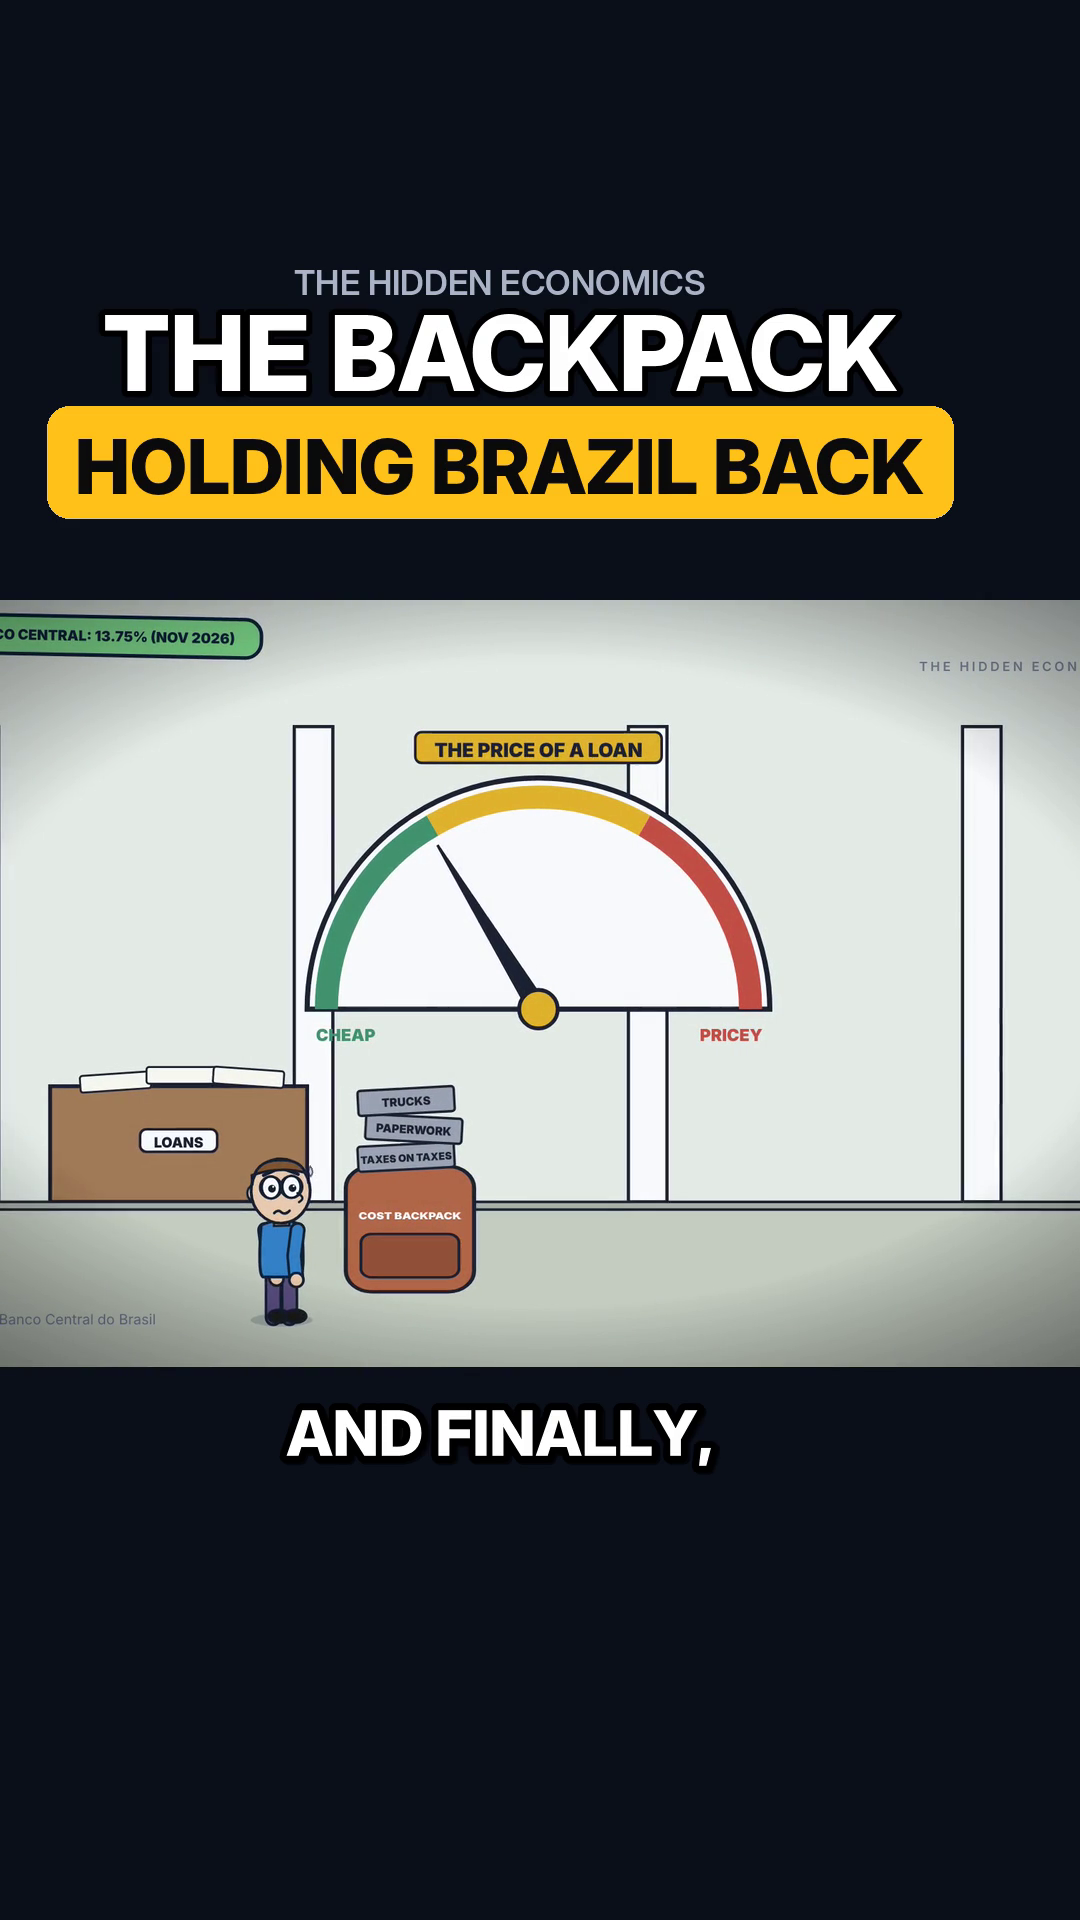 THE HIDDEN ECONOMICS
THE BACKPACK
HOLDING BRAZIL BACK
CO CENTRAL: 13.75% (NOV 2026)
THE HIDDEN ECON
THE PRICE OF A LOAN
CHEAP
PRICEY
TRUCKS
PAPERWORK
TAXES ON TAXES
LOANS
COST BACKPACK
Banco Central do Brasil
AND FINALLY,